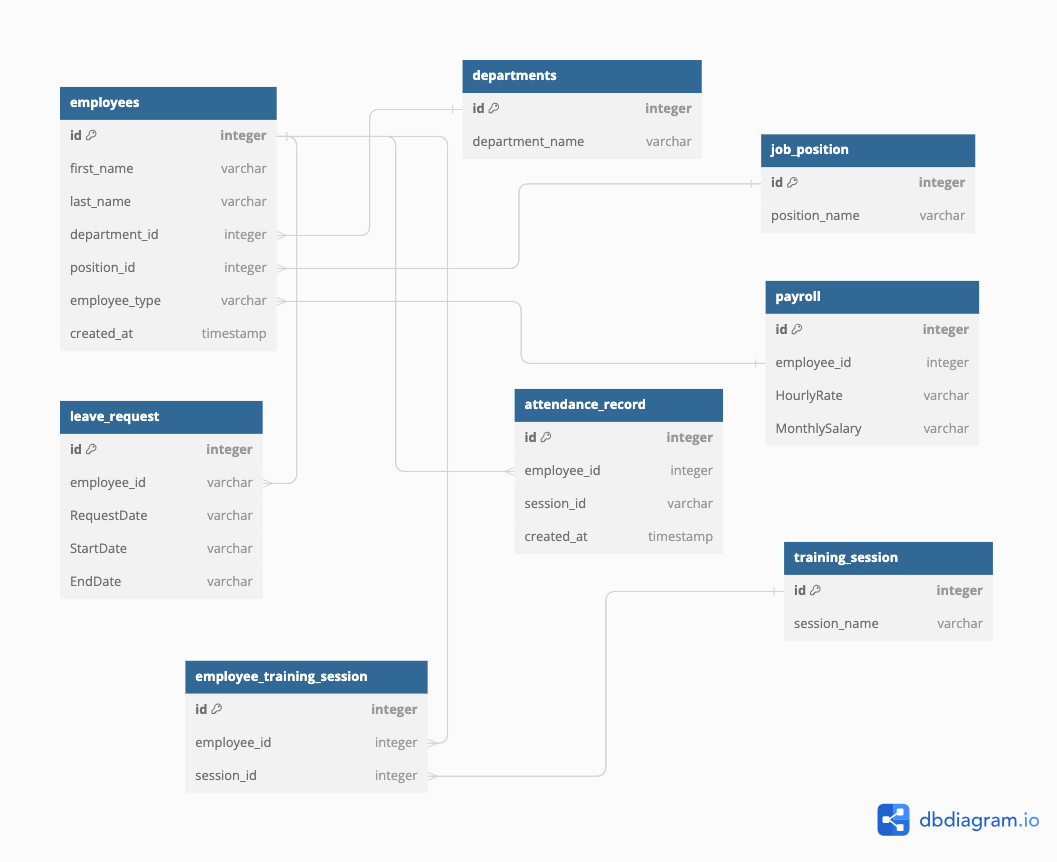 employees
id integer
first_name varchar
last_name varchar
department_id integer
position_id integer
employee_type varchar
created_at timestamp
departments
id integer
department_name varchar
job_position
id integer
position_name varchar
payroll
id integer
employee_id integer
HourlyRate varchar
MonthlySalary varchar
leave_request
id integer
employee_id varchar
RequestDate varchar
StartDate varchar
EndDate varchar
attendance_record
id integer
employee_id integer
session_id varchar
created_at timestamp
training_session
id integer
session_name varchar
employee_training_session
id integer
employee_id integer
session_id integer
dbdiagram.io